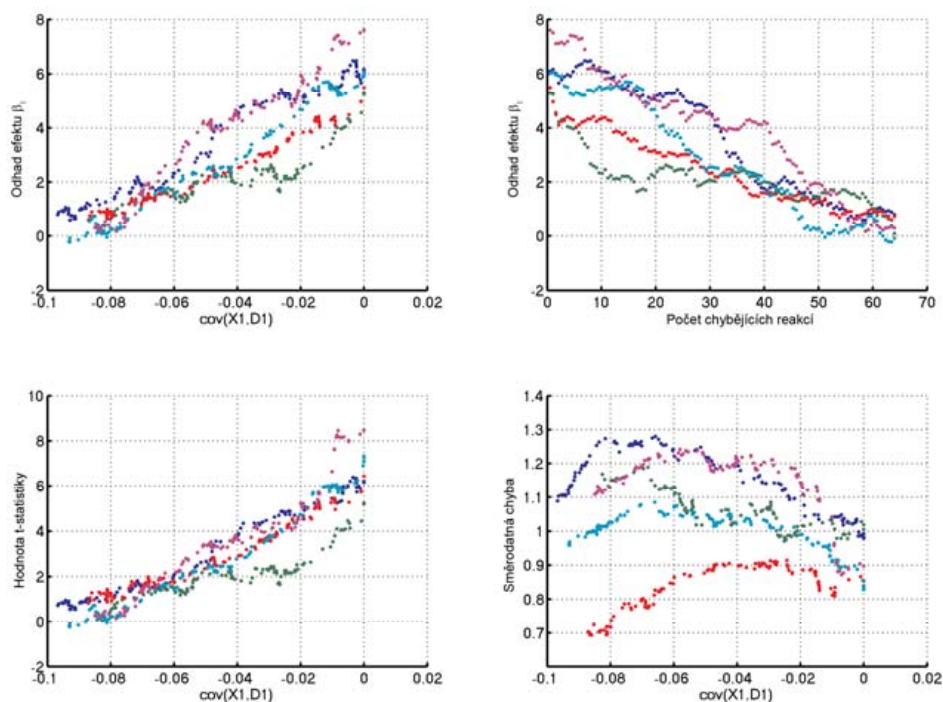 8
6
4
2
0
-2
Odhad efektu β₁
-0.1 -0.08 -0.06 -0.04 -0.02 0 0.02
cov(X1,D1)
8
6
4
2
0
-2
Odhad efektu β₁
0 10 20 30 40 50 60 70
Počet chybějících reakcí
10
8
6
4
2
0
-2
Hodnota t-statistiky
-0.1 -0.08 -0.06 -0.04 -0.02 0 0.02
cov(X1,D1)
1.4
1.3
1.2
1.1
1
0.9
0.8
0.7
Směrodatná chyba
-0.1 -0.08 -0.06 -0.04 -0.02 0 0.02
cov(X1,D1)